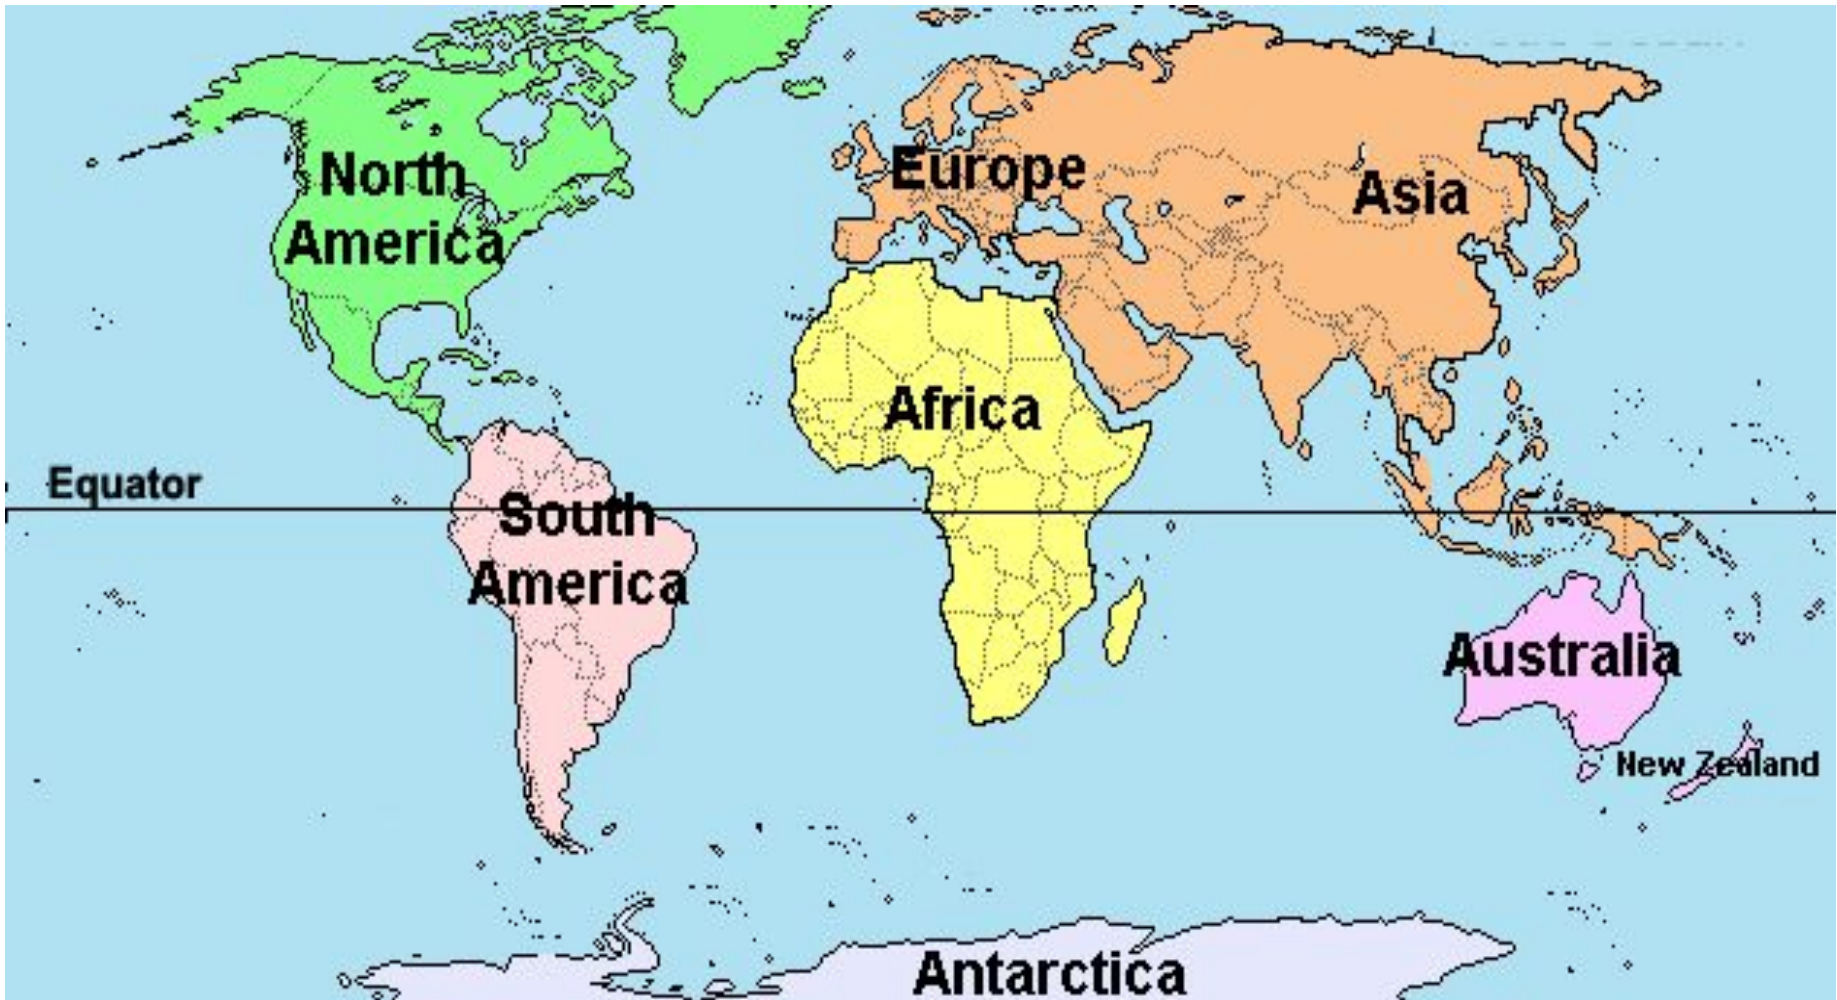 North
America
Europe
Asia
Africa
Equator
South
America
Australia
New Zealand
Antarctica